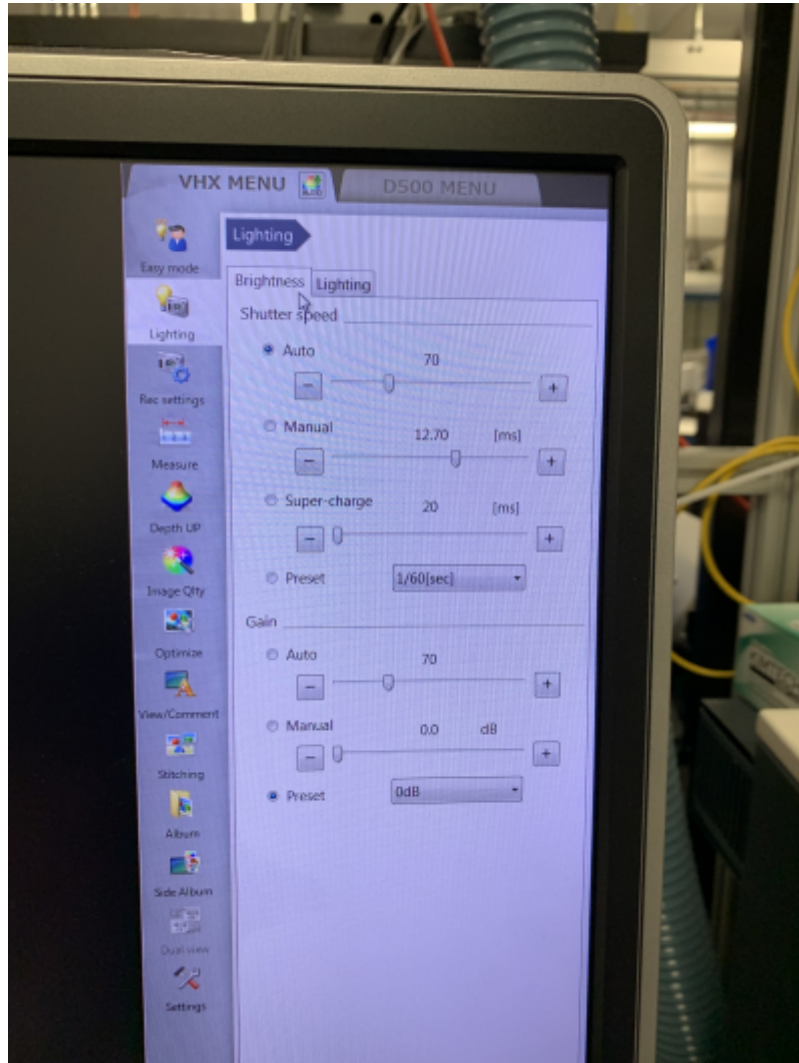 VHX MENU
D500 MENU
Lighting
Easy mode
Lighting
Rec settings
Measure
Depth UP
Image Qlty
Optimize
View/Comment
Stitching
Album
Side Album
Dual view
Settings
Brightness Lighting
Shutter speed
Auto 70
− +
Manual 12.70 [ms]
− +
Super-charge 20 [ms]
− +
Preset 1/60[sec]
Gain
Auto 70
− +
Manual 0.0 dB
− +
Preset 0dB